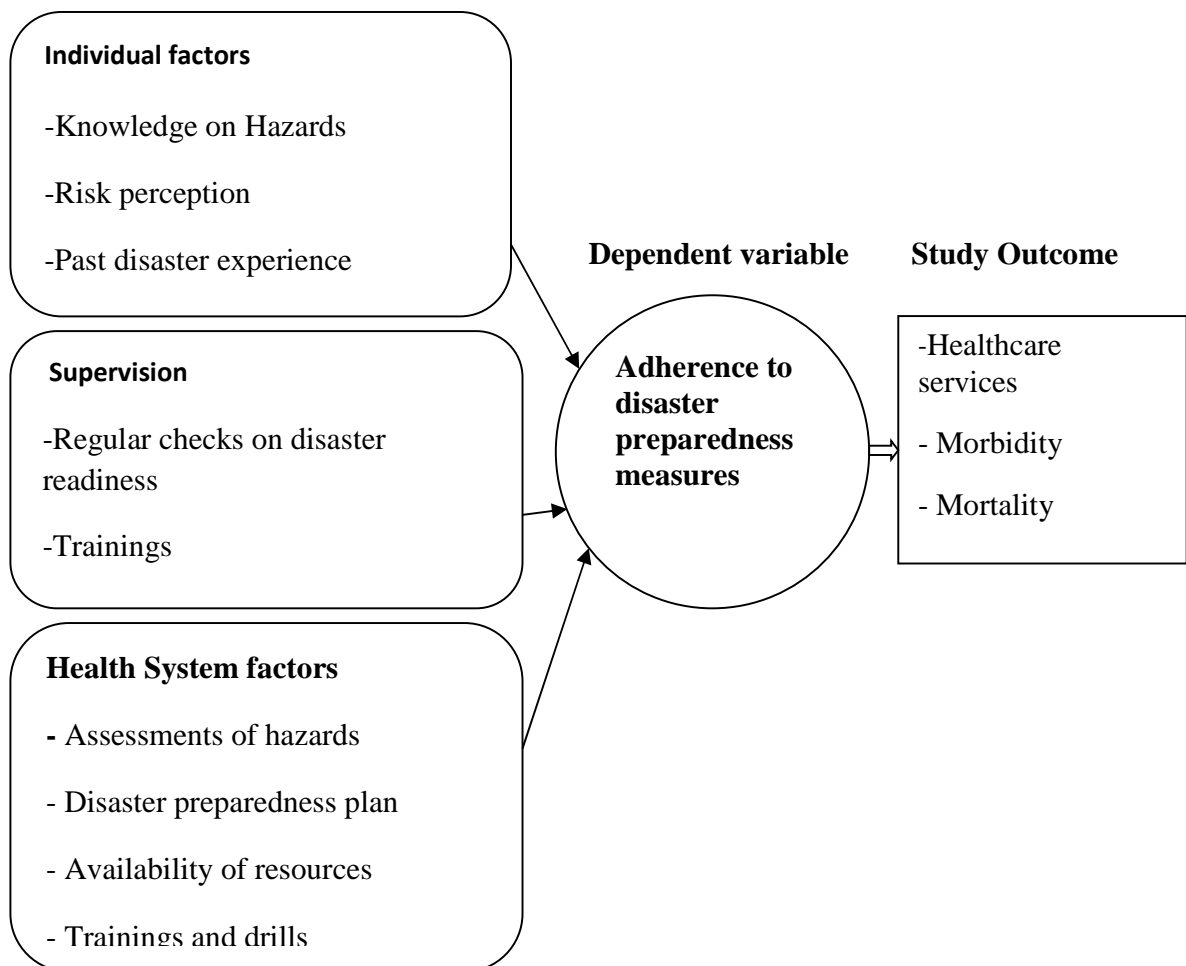 Individual factors
-Knowledge on Hazards
-Risk perception
-Past disaster experience
Supervision
-Regular checks on disaster
readiness
-Trainings
Health System factors
- Assessments of hazards
- Disaster preparedness plan
- Availability of resources
- Trainings and drills
Dependent variable
Adherence to
disaster
preparedness
measures
Study Outcome
-Healthcare
services
- Morbidity
- Mortality